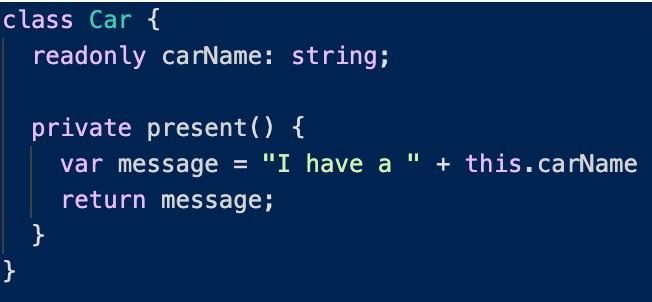 class Car {
  readonly carName: string;

  private present() {
    var message = "I have a " + this.carName
    return message;
  }
}